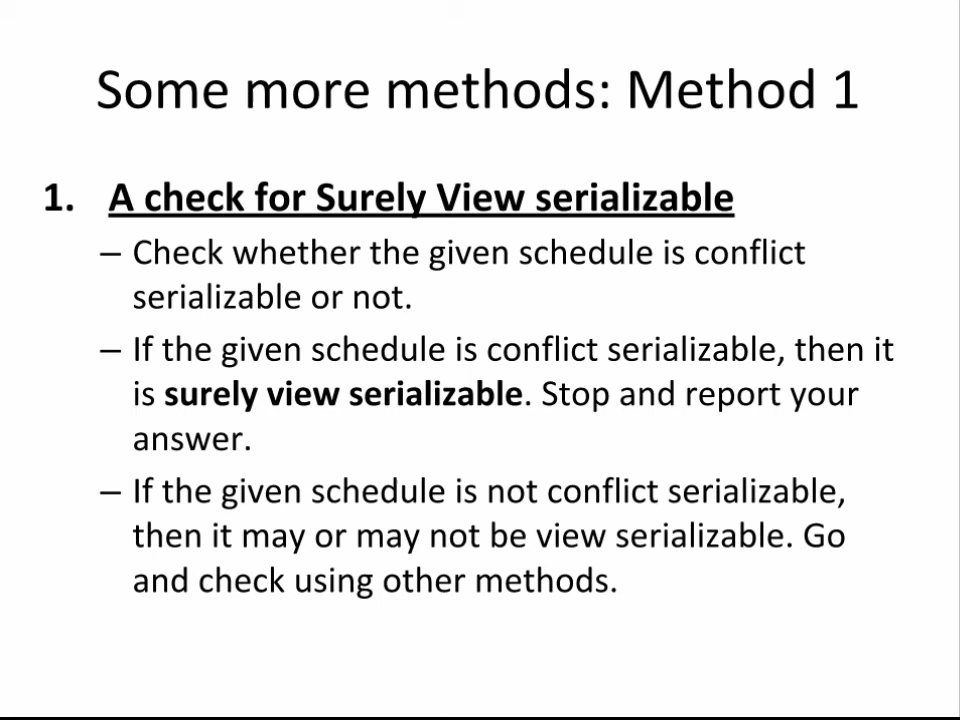 Some more methods: Method 1
1. A check for Surely View serializable
– Check whether the given schedule is conflict
serializable or not.
– If the given schedule is conflict serializable, then it
is surely view serializable. Stop and report your
answer.
– If the given schedule is not conflict serializable,
then it may or may not be view serializable. Go
and check using other methods.